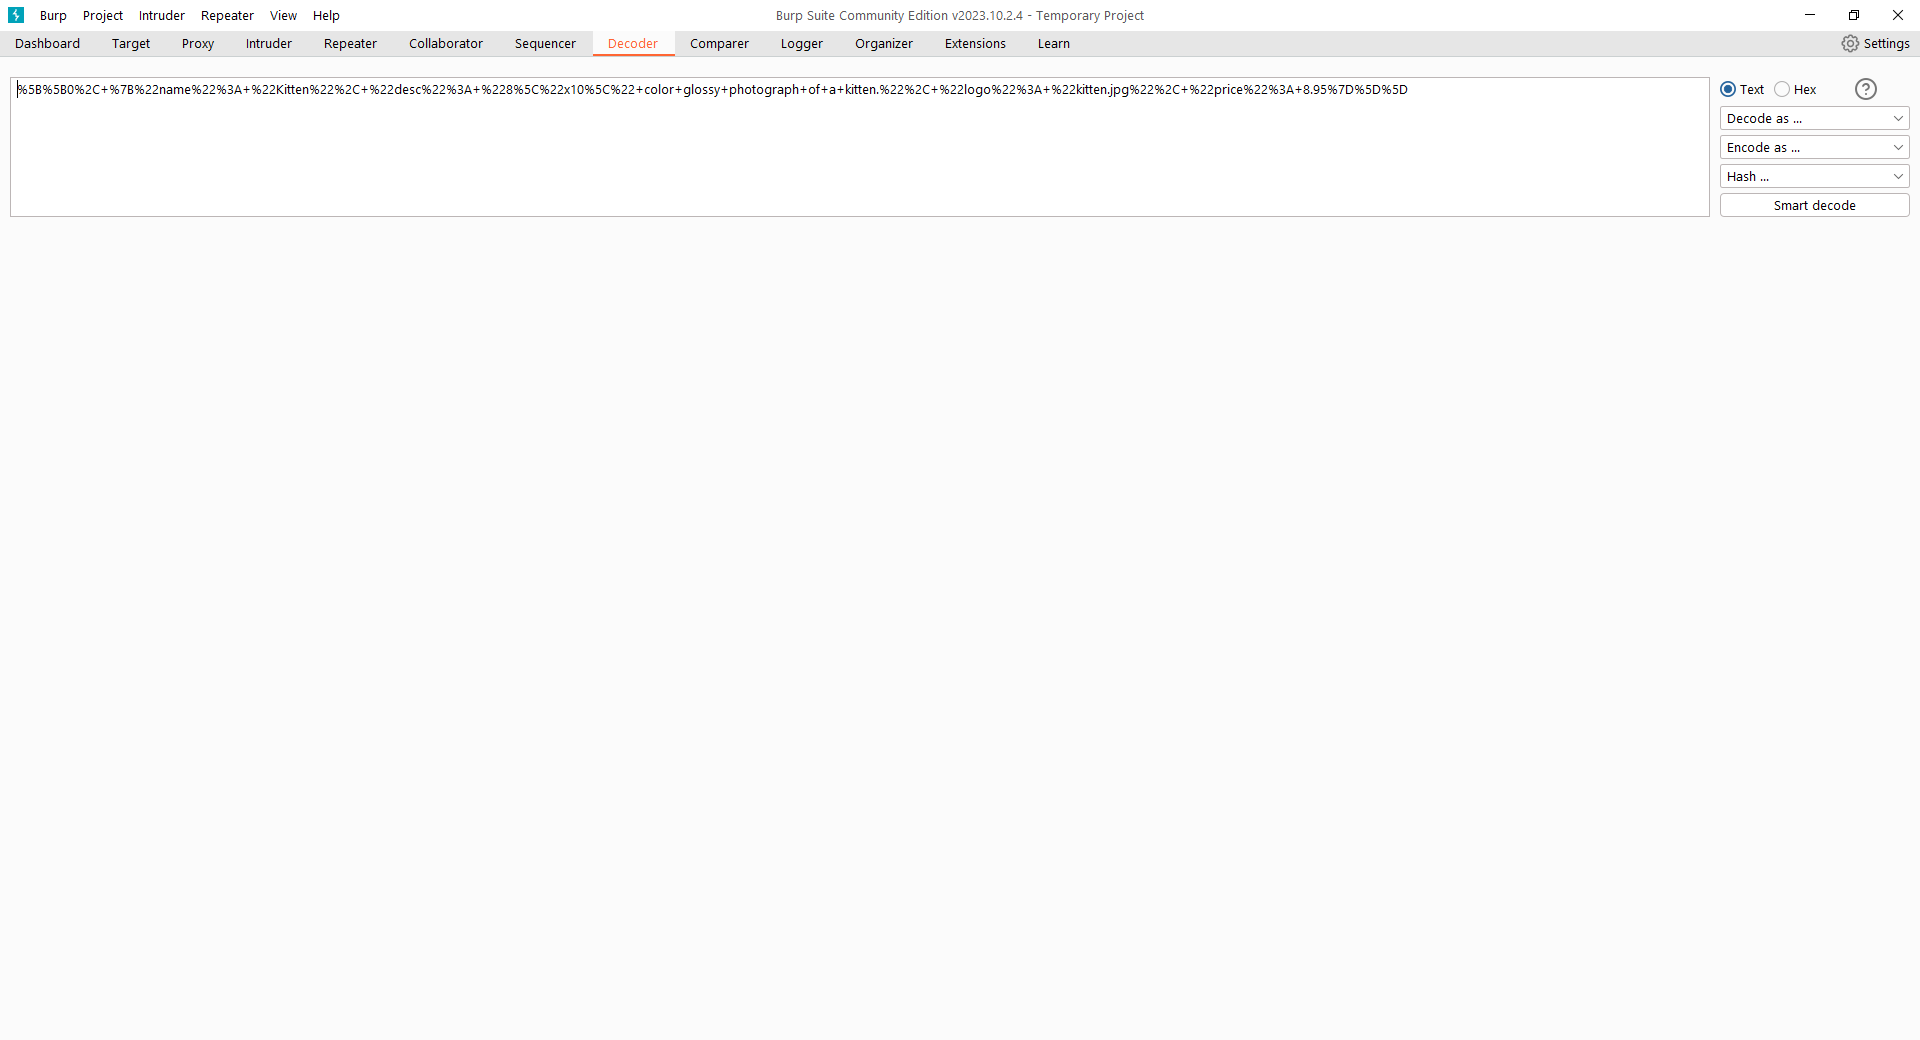 Burp Project Intruder Repeater View Help Burp Suite Community Edition v2023.10.2.4 - Temporary Project
Dashboard Target Proxy Intruder Repeater Collaborator Sequencer Decoder Comparer Logger Organizer Extensions Learn Settings
%5B%5B0%2C+%7B%22name%22%3A+%22Kitten%22%2C+%22desc%22%3A+%228%5C%22x10%5C%22+color+glossy+photograph+of+a+kitten.%22%2C+%22logo%22%3A+%22kitten.jpg%22%2C+%22price%22%3A+8.95%7D%5D%5D
Text Hex ?
Decode as ...
Encode as ...
Hash ...
Smart decode